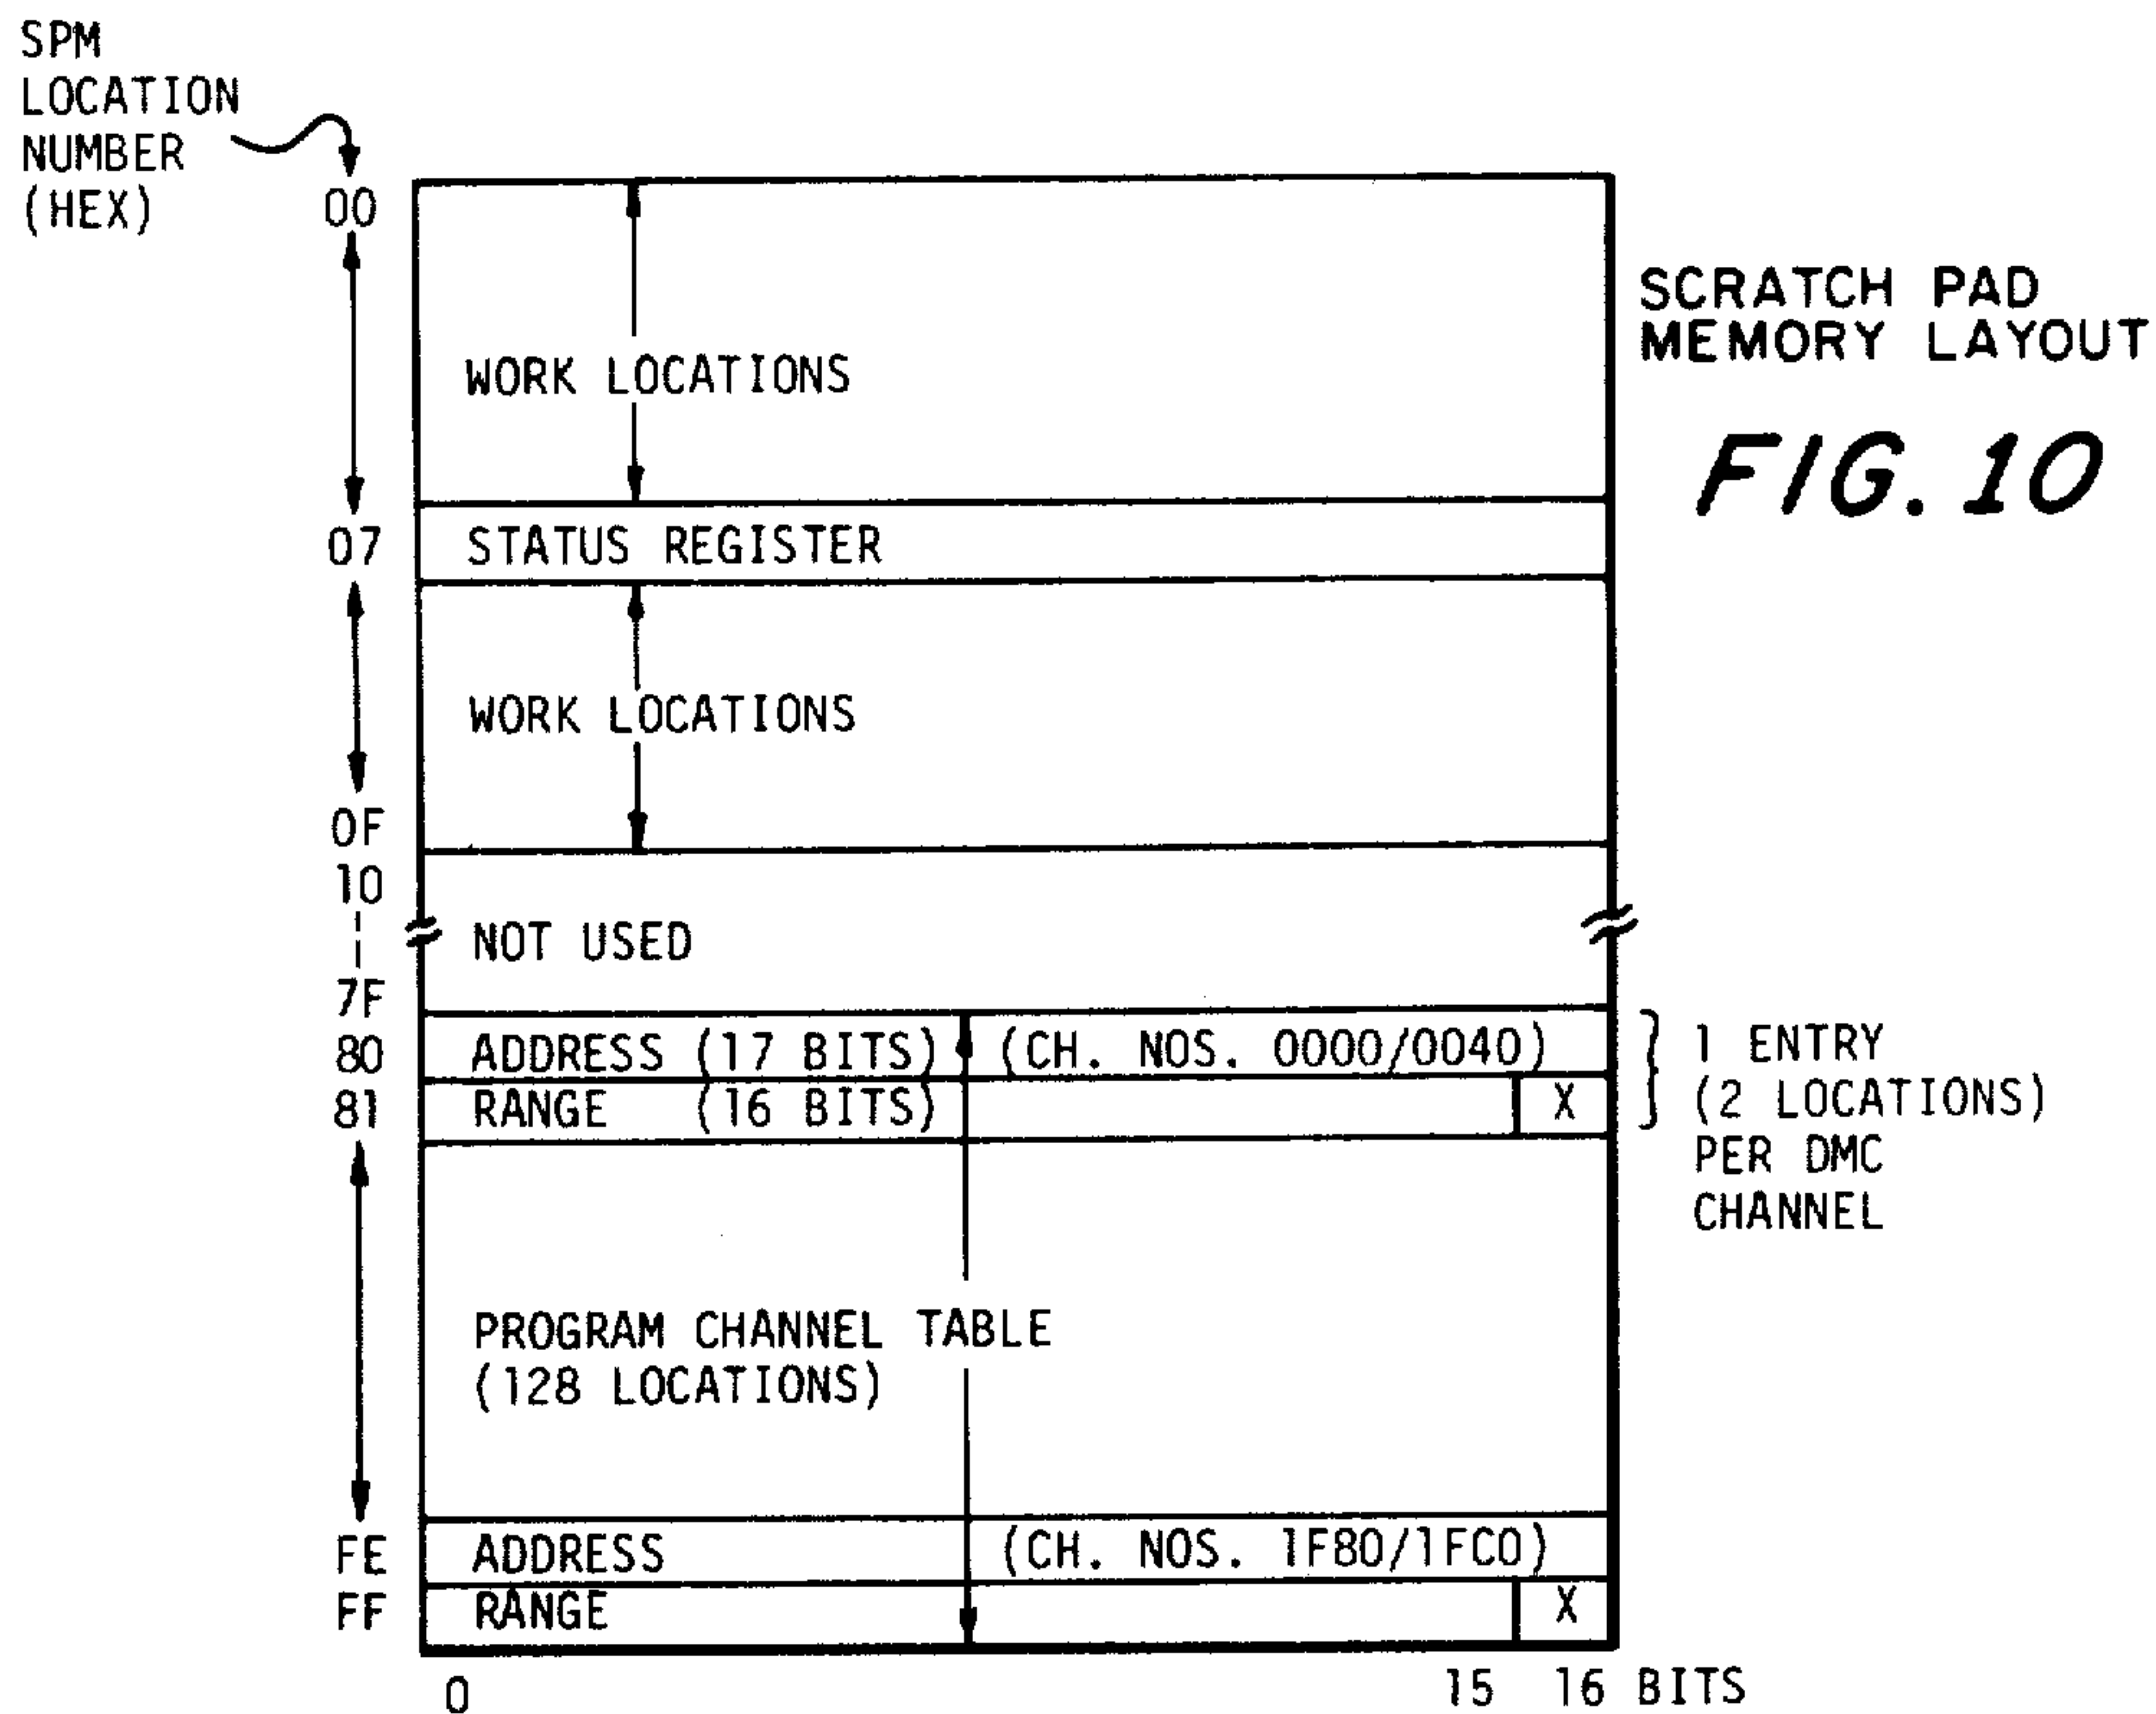 SPM
LOCATION
NUMBER
(HEX)
00
SCRATCH PAD
MEMORY LAYOUT
WORK LOCATIONS
FIG. 10
07 STATUS REGISTER
WORK LOCATIONS
0F
10
NOT USED
7F
80 ADDRESS (17 BITS) (CH. NOS. 0000/0040)
81 RANGE (16 BITS) X
1 ENTRY
(2 LOCATIONS)
PER DMC
CHANNEL
PROGRAM CHANNEL TABLE
(128 LOCATIONS)
FE ADDRESS (CH. NOS. 1F80/1FC0)
FF RANGE X
0 15 16 BITS